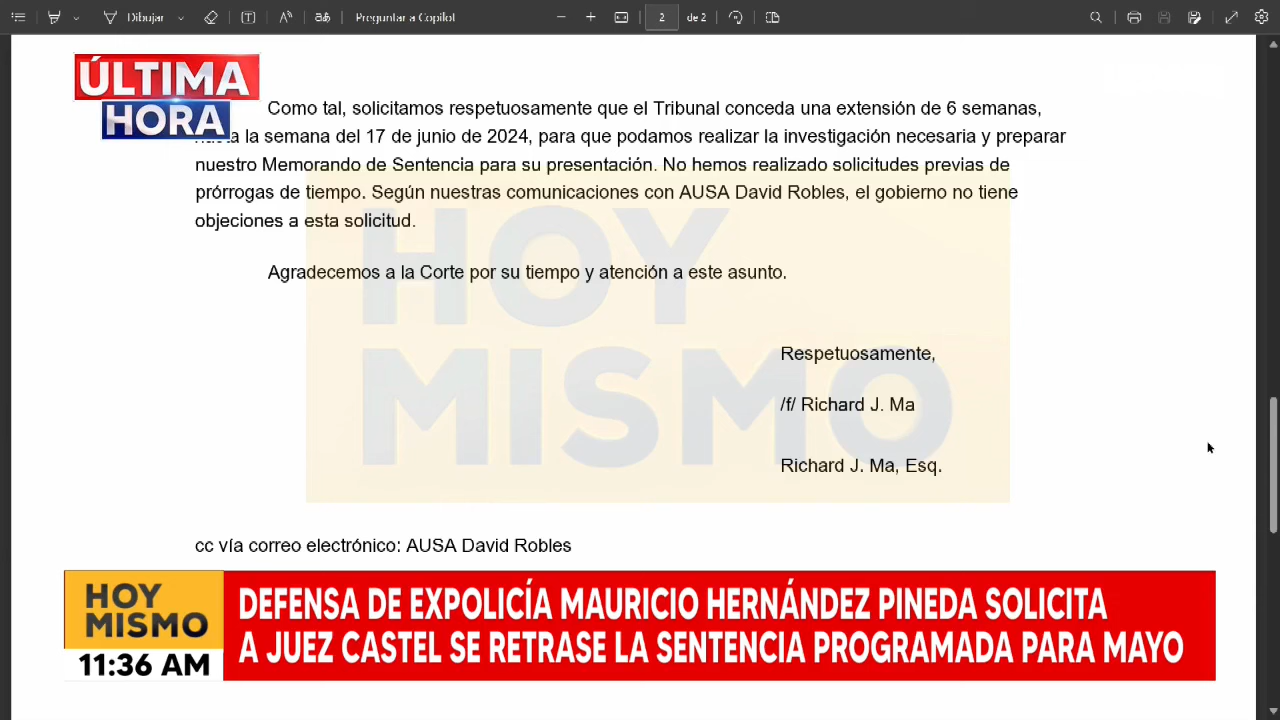 Dibujar
Preguntar a Copilot
2
de 2
ÚLTIMA
HORA
Como tal, solicitamos respetuosamente que el Tribunal conceda una extensión de 6 semanas,
la semana del 17 de junio de 2024, para que podamos realizar la investigación necesaria y preparar
nuestro Memorando de Sentencia para su presentación. No hemos realizado solicitudes previas de
prórrogas de tiempo. Según nuestras comunicaciones con AUSA David Robles, el gobierno no tiene
objeciones a esta solicitud.
Agradecemos a la Corte por su tiempo y atención a este asunto.
HOY
MISMO
Respetuosamente,
/f/ Richard J. Ma
Richard J. Ma, Esq.
cc vía correo electrónico: AUSA David Robles
HOY
MISMO
11:36 AM
DEFENSA DE EXPOLICÍA MAURICIO HERNÁNDEZ PINEDA SOLICITA
A JUEZ CASTEL SE RETRASE LA SENTENCIA PROGRAMADA PARA MAYO